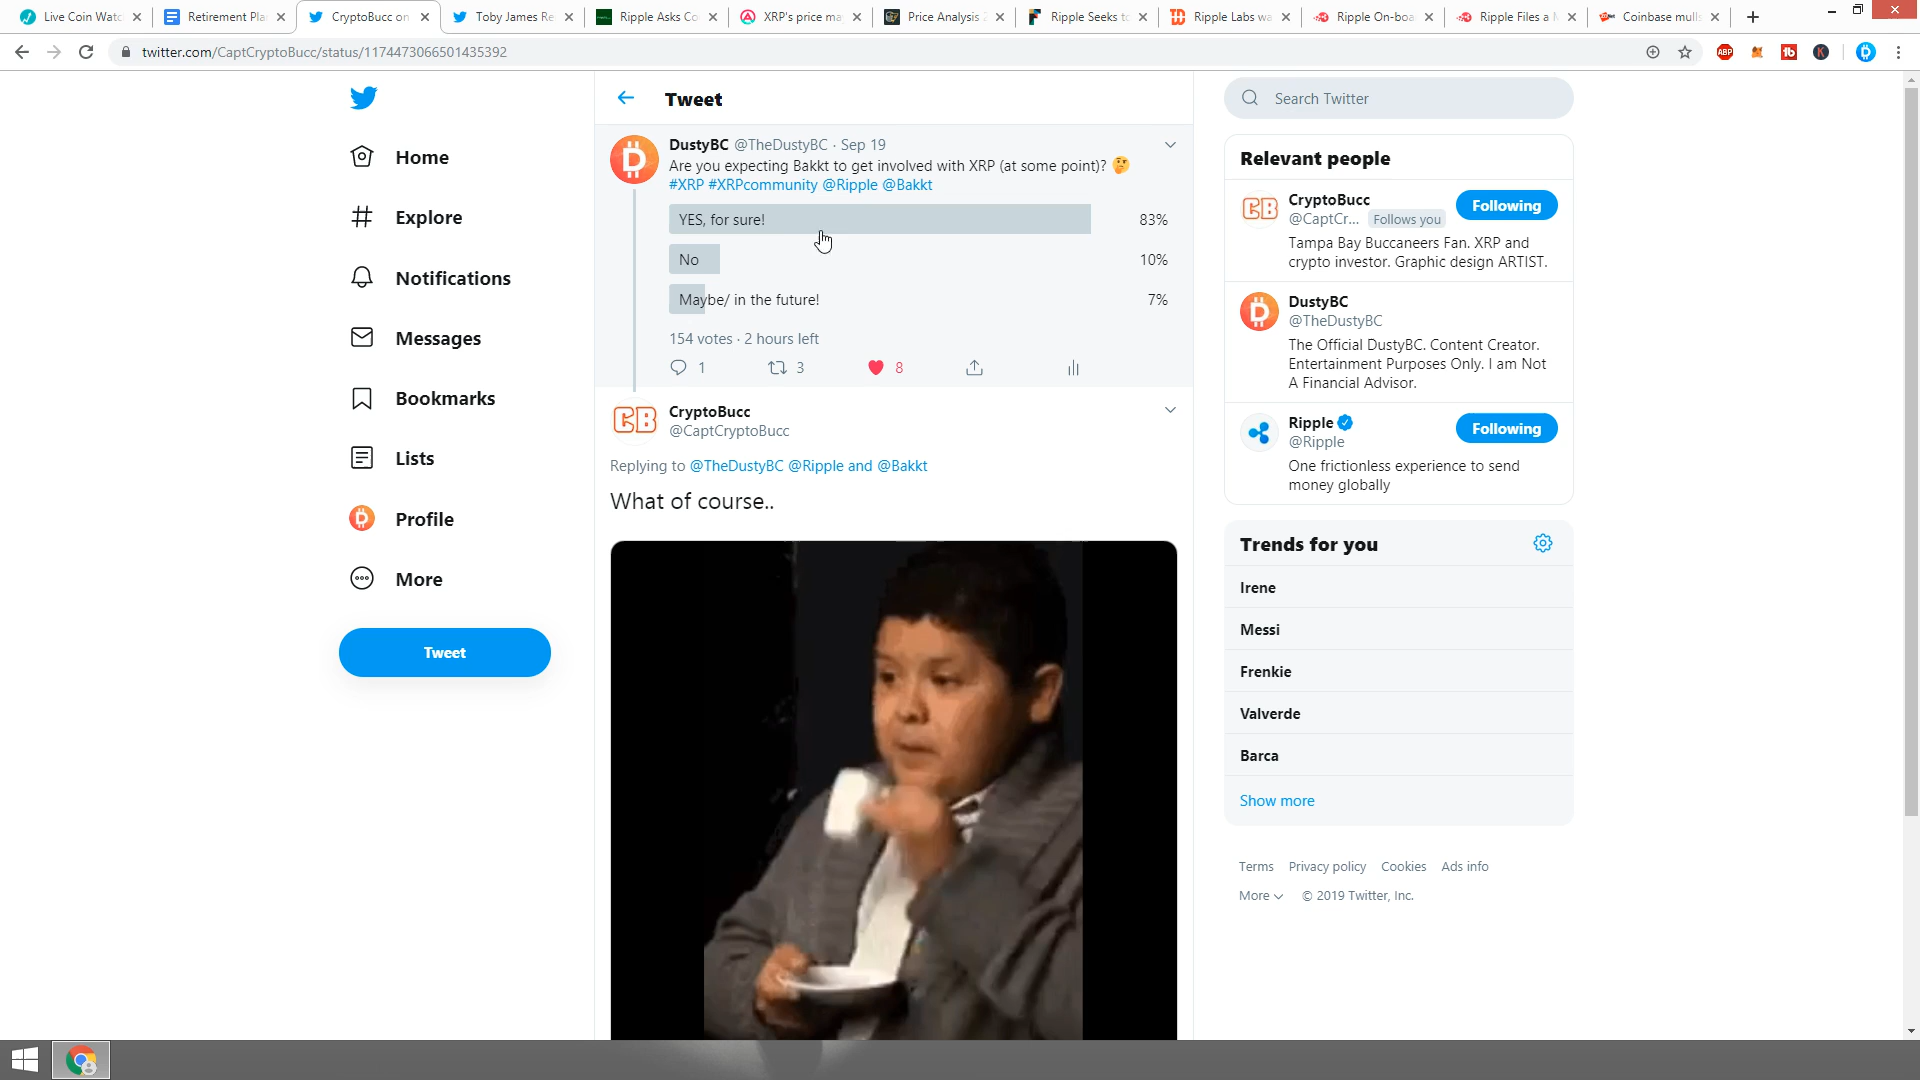 Live Coin Watc
Retirement Pla
CryptoBucc on
Toby James Re
Ripple Asks Co
XRP's price ma
Price Analysis 2
Ripple Seeks to
Ripple Labs wa
Ripple On-boa
Ripple Files a M
Coinbase mulls
twitter.com/CaptCryptoBucc/status/1174473066501435392
Home
Explore
Notifications
Messages
Bookmarks
Lists
Profile
More
Tweet
Tweet
DustyBC @TheDustyBC · Sep 19
Are you expecting Bakkt to get involved with XRP (at some point)? 🤔
#XRP #XRPcommunity @Ripple @Bakkt
YES, for sure! 83%
No 10%
Maybe/ in the future! 7%
154 votes · 2 hours left
1 3 8
CryptoBucc
@CaptCryptoBucc
Replying to @TheDustyBC @Ripple and @Bakkt
What of course..
Search Twitter
Relevant people
CryptoBucc
@CaptCr... Follows you
Following
Tampa Bay Buccaneers Fan. XRP and
crypto investor. Graphic design ARTIST.
DustyBC
@TheDustyBC
The Official DustyBC. Content Creator.
Entertainment Purposes Only. I am Not
A Financial Advisor.
Ripple
@Ripple
Following
One frictionless experience to send
money globally
Trends for you
Irene
Messi
Frenkie
Valverde
Barca
Show more
Terms Privacy policy Cookies Ads info
More © 2019 Twitter, Inc.